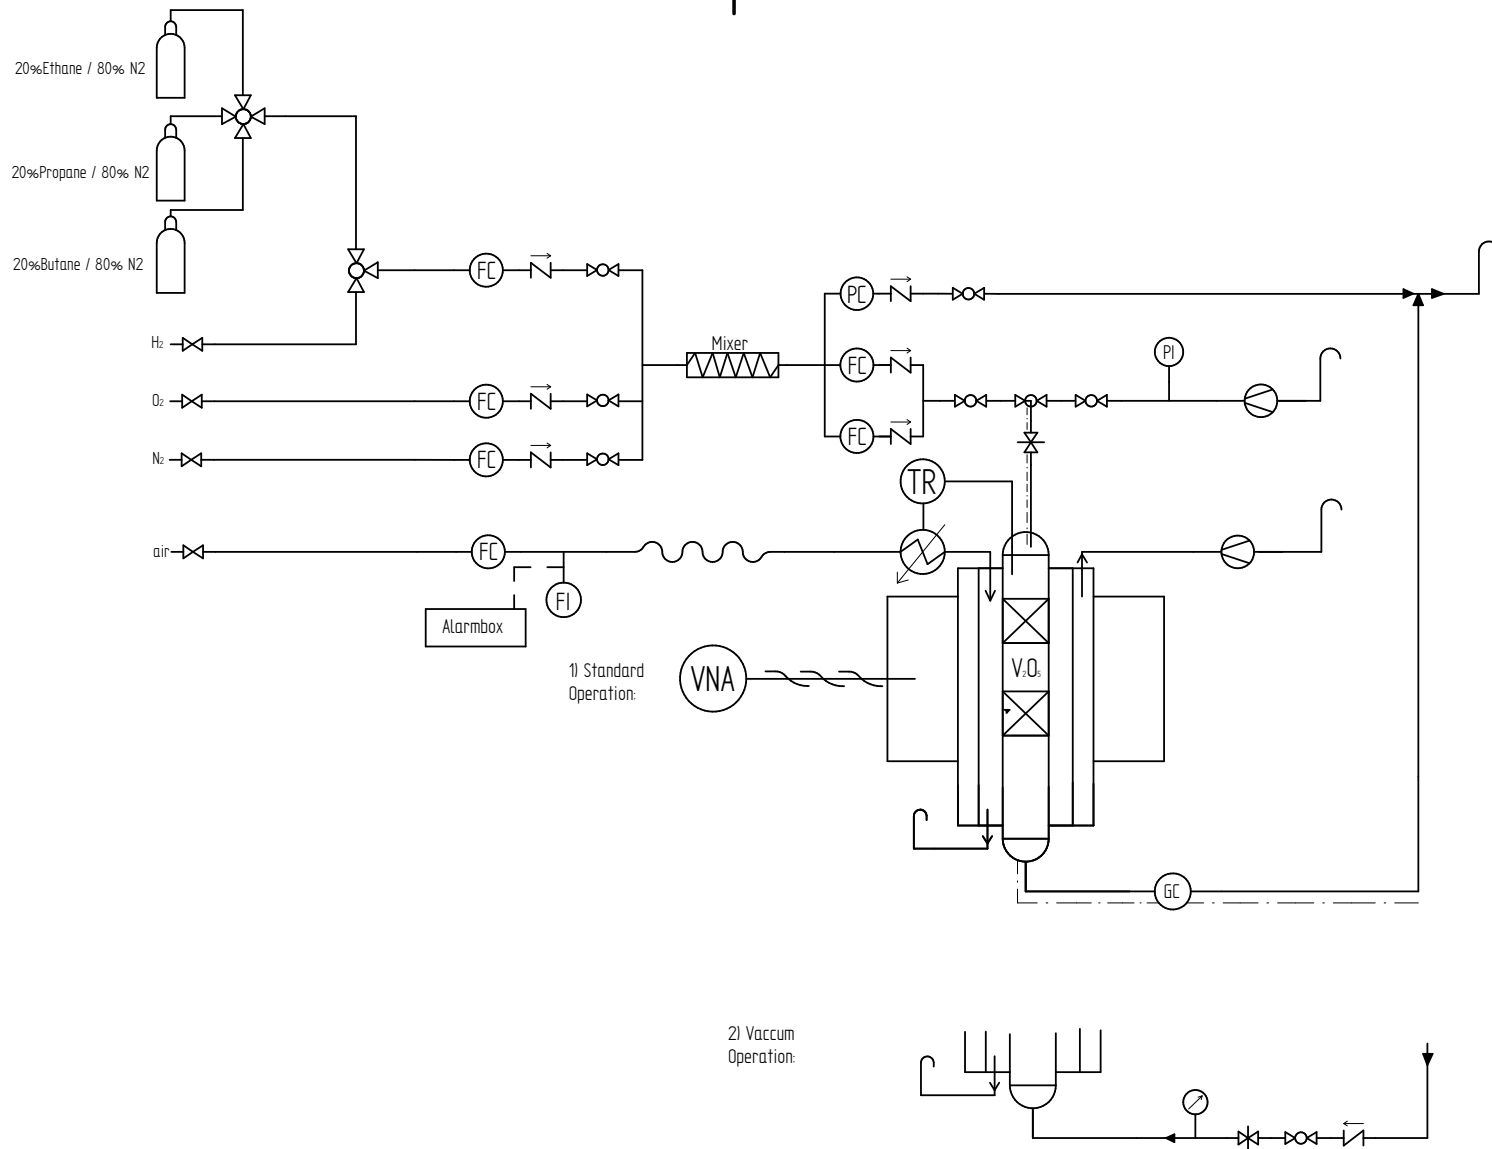 20%Ethane / 80% N2
20%Propane / 80% N2
20%Butane / 80% N2
FC
PC
H2
Mixer
PI
FC
O2
FC
FC
N2
FC
TR
air
FC
FI
Alarmbox
1) Standard
Operation:
VNA
V2O5
GC
2) Vaccum
Operation: